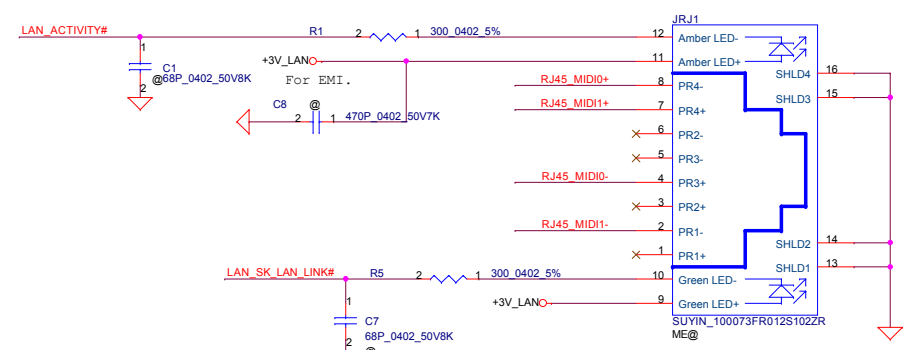 JRJ1
LAN_ACTIVITY# R1 2 1 300_0402_5% 12 Amber LED-
1 +3V_LAN 11 Amber LED+
C1 16 SHLD4
@68P_0402_50V8K For EMI. RJ45_MIDI0+ 8 PR4-
2 15 SHLD3
C8 @ RJ45_MIDI1+ 7 PR4+
2 1 470P_0402_50V7K
6 PR2-
5 PR3-
RJ45_MIDI0- 4 PR3+
3 PR2+
RJ45_MIDI1- 2 PR1-
14 SHLD2
1 PR1+
13 SHLD1
LAN_SK_LAN_LINK# R5 2 1 300_0402_5% 10 Green LED-
1 +3V_LAN 9 Green LED+
C7 SUYIN_100073FR012S102ZR
68P_0402_50V8K ME@
2 @